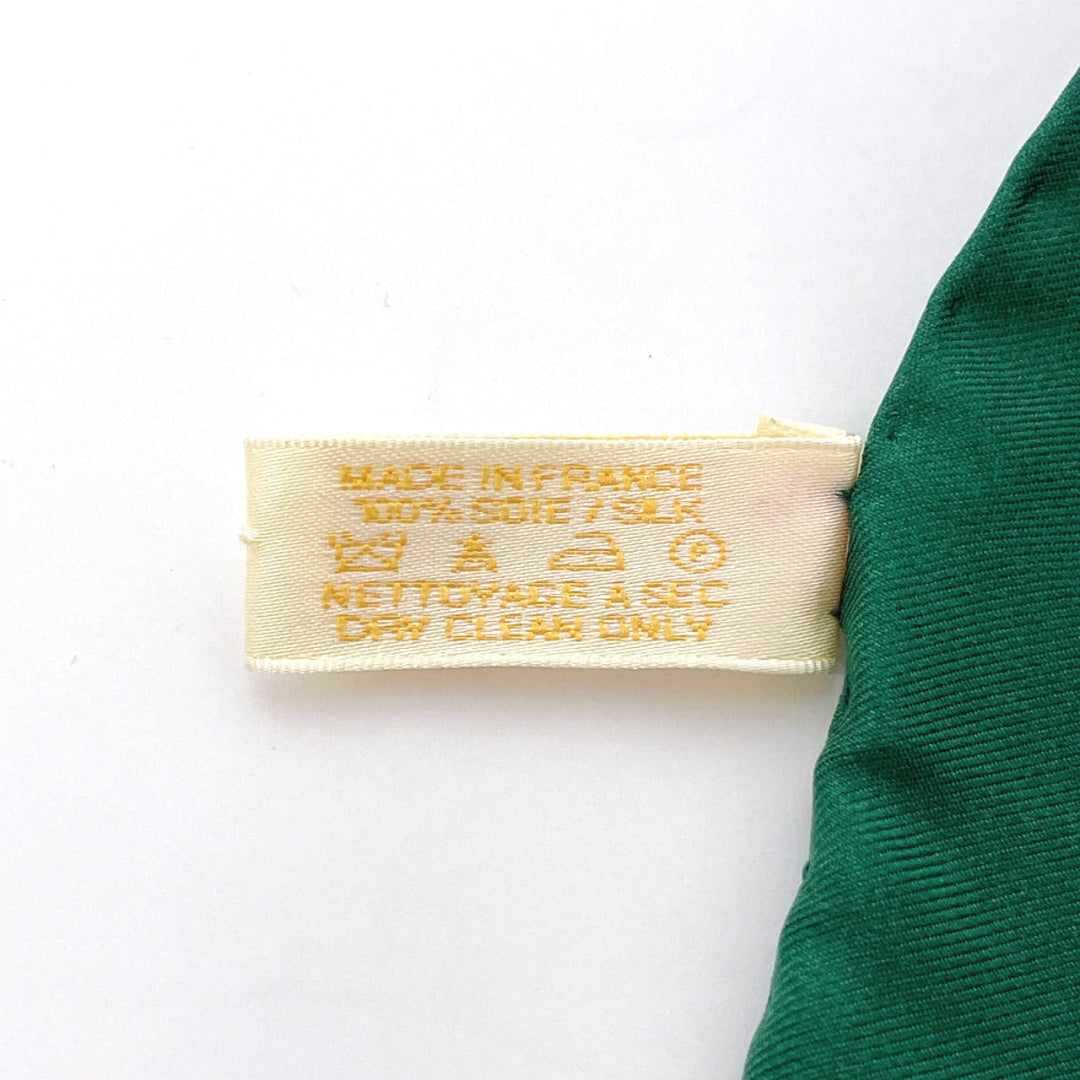 MADE IN FRANCE
100% SOIE / SILK
P
NETTOYAGE A SEC
DRY CLEAN ONLY